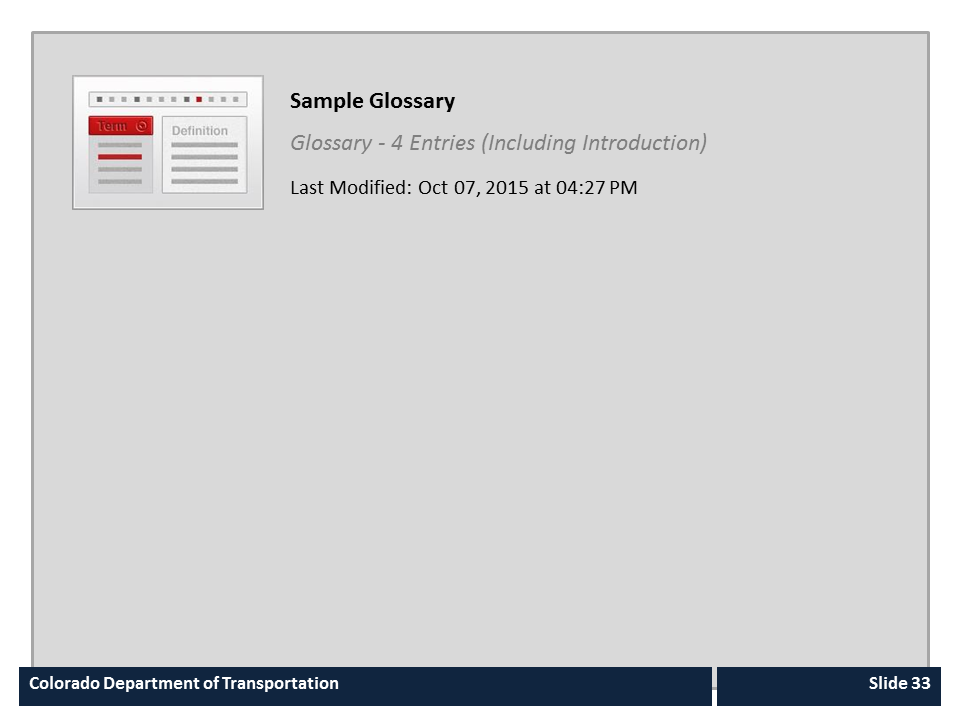 Term
Definition
Sample Glossary
Glossary - 4 Entries (Including Introduction)
Last Modified: Oct 07, 2015 at 04:27 PM
Colorado Department of Transportation
Slide 33